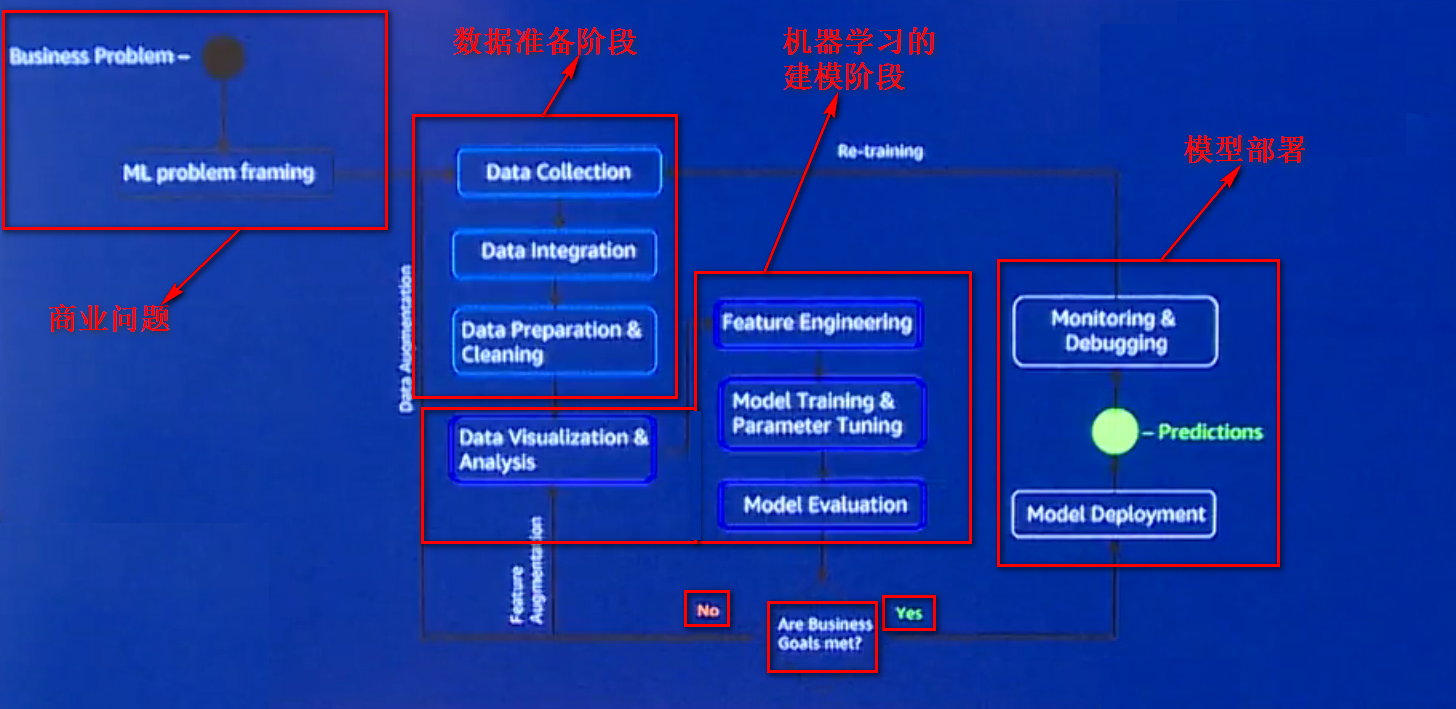 Business Problem –
ML problem framing
商业问题
数据准备阶段
Data Collection
Data Integration
Data Preparation &
Cleaning
Data Augmentation
Data Visualization &
Analysis
Feature
Augmentation
机器学习的
建模阶段
Feature Engineering
Model Training &
Parameter Tuning
Model Evaluation
Re-training
模型部署
Monitoring &
Debugging
– Predictions
Model Deployment
No
Are Business
Goals met?
Yes